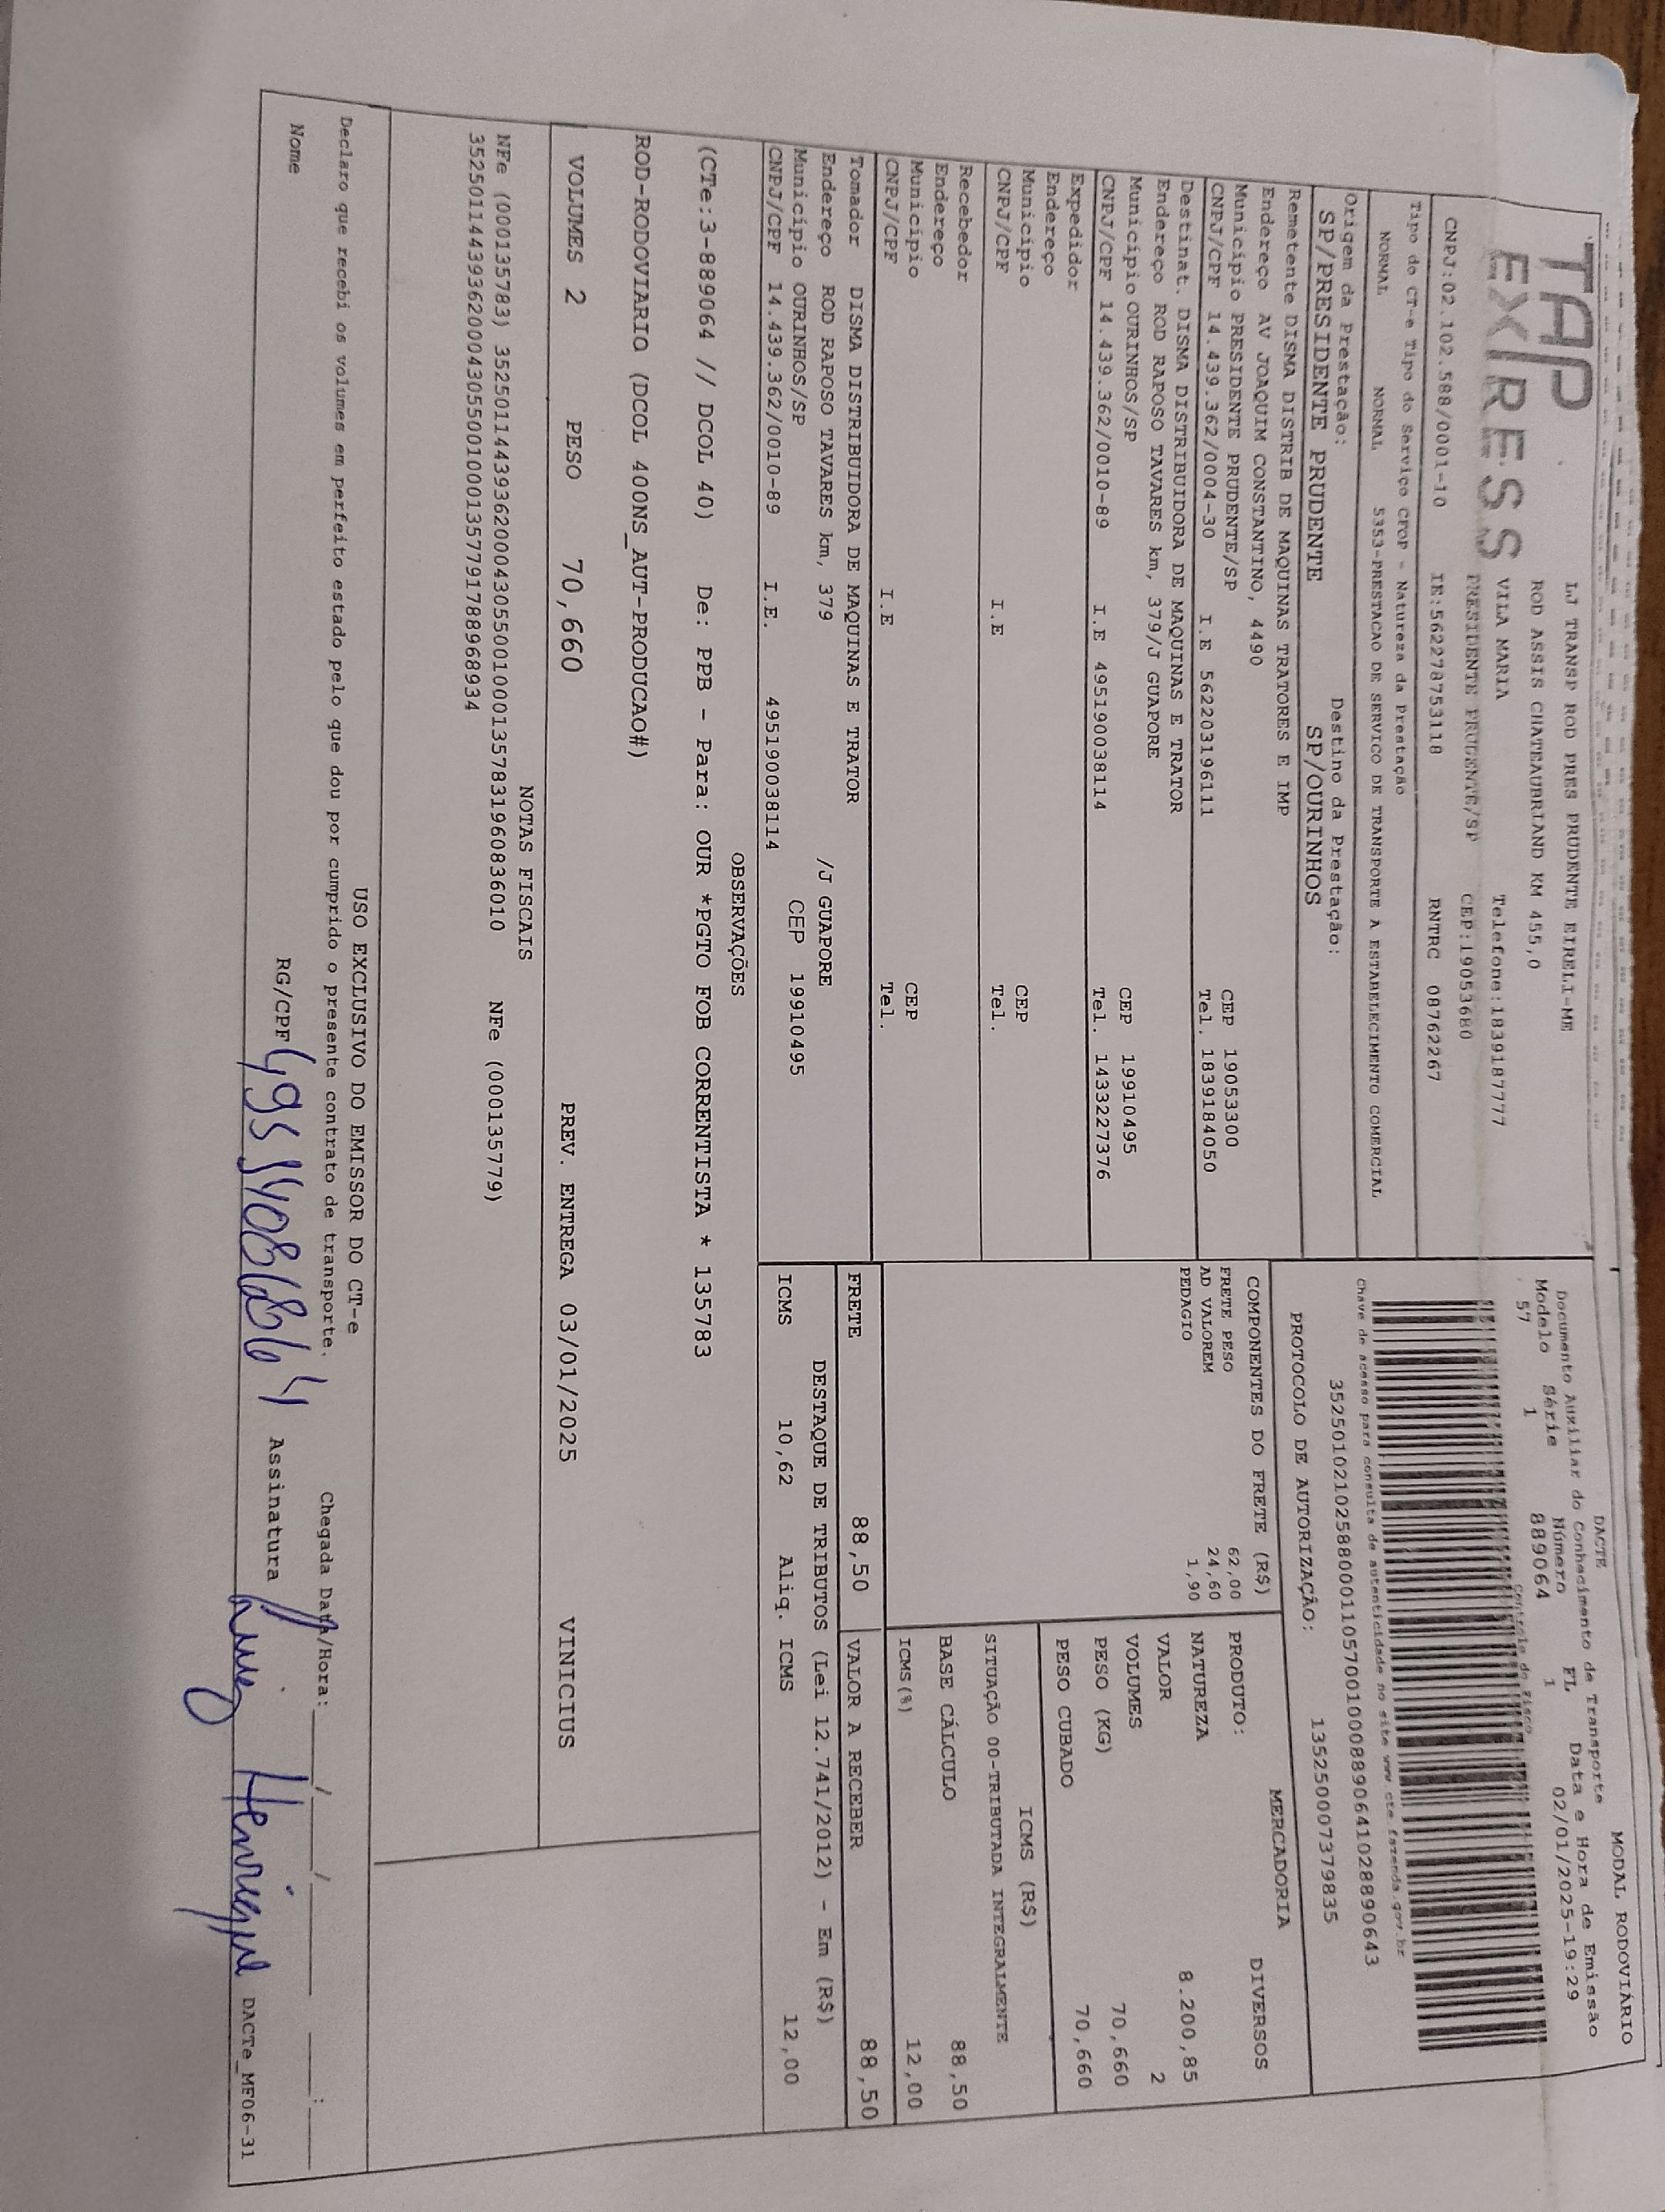 TAP
EXPRESS
LJ TRANSP ROD PRES PRUDENTE EIRELI-ME
ROD ASSIS CHATEAUBRIAND KM 455,0
VILA MARIA Telefone:1839187777
PRESIDENTE PRUDENTE/SP CEP:19053680
CNPJ:02.102.588/0001-10 IE:562278753118 RNTRC 08762267
Tipo do CT-e Tipo do Serviço CFOP - Natureza da Prestação
NORMAL NORMAL 5353-PRESTACAO DE SERVICO DE TRANSPORTE A ESTABELECIMENTO COMERCIAL
Origem da Prestação: Destino da Prestação:
SP/PRESIDENTE PRUDENTE SP/OURINHOS
Remetente DISMA DISTRIB DE MAQUINAS TRATORES E IMP
Endereço AV JOAQUIM CONSTANTINO, 4490
Município PRESIDENTE PRUDENTE/SP CEP 19053300
CNPJ/CPF 14.439.362/0004-30 I.E 562203196111 Tel. 1839184050
Destinat. DISMA DISTRIBUIDORA DE MAQUINAS E TRATOR
Endereço ROD RAPOSO TAVARES km, 379/J GUAPORE
Município OURINHOS/SP CEP 19910495
CNPJ/CPF 14.439.362/0010-89 I.E 495190038114 Tel. 1433227376
Expedidor
Endereço
Município CEP
CNPJ/CPF I.E Tel.
Recebedor
Endereço
Município CEP
CNPJ/CPF I.E Tel.
Tomador DISMA DISTRIBUIDORA DE MAQUINAS E TRATOR
Endereço ROD RAPOSO TAVARES km, 379 /J GUAPORE
Município OURINHOS/SP CEP 19910495
CNPJ/CPF 14.439.362/0010-89 I.E. 495190038114
MODAL RODOVIÁRIO
DACTE
Documento Auxiliar do Conhecimento de Transporte
Modelo Série Número FL Data e Hora de Emissão
57 1 889064 1 02/01/2025-19:29
Controle do Fisco
Chave de acesso para consulta de autenticidade no site www.cte.fazenda.gov.br
35250102102588000110570010008890641028890643
PROTOCOLO DE AUTORIZAÇÃO: 135250007379835
COMPONENTES DO FRETE (R$)
FRETE PESO 62,00
AD VALOREM 24,60
PEDAGIO 1,90
MERCADORIA
PRODUTO: DIVERSOS
NATUREZA
VALOR 8.200,85
VOLUMES 2
PESO (KG) 70,660
PESO CUBADO 70,660
ICMS (R$)
SITUAÇÃO 00-TRIBUTADA INTEGRALMENTE
BASE CÁLCULO 88,50
ICMS(%) 12,00
FRETE 88,50 VALOR A RECEBER 88,50
DESTAQUE DE TRIBUTOS (Lei 12.741/2012) - Em (R$)
ICMS 10,62 Aliq. ICMS 12,00
OBSERVAÇÕES
(CTe:3-889064 // DCOL 40) De: PPB - Para: OUR *PGTO FOB CORRENTISTA * 135783
ROD-RODOVIARIO (DCOL 400NS_AUT-PRODUCAO#)
VOLUMES 2 PESO 70,660 PREV. ENTREGA 03/01/2025 VINICIUS
NOTAS FISCAIS
NFe (000135783) 35250114439362000430550010001357831960836010 NFe (000135779)
35250114439362000430550010001357791788968934
USO EXCLUSIVO DO EMISSOR DO CT-e
Declaro que recebi os volumes em perfeito estado pelo que dou por cumprido o presente contrato de transporte. Chegada Data/Hora: / / :
Nome RG/CPF Assinatura Luiz Henrique DACTe_MF06-31